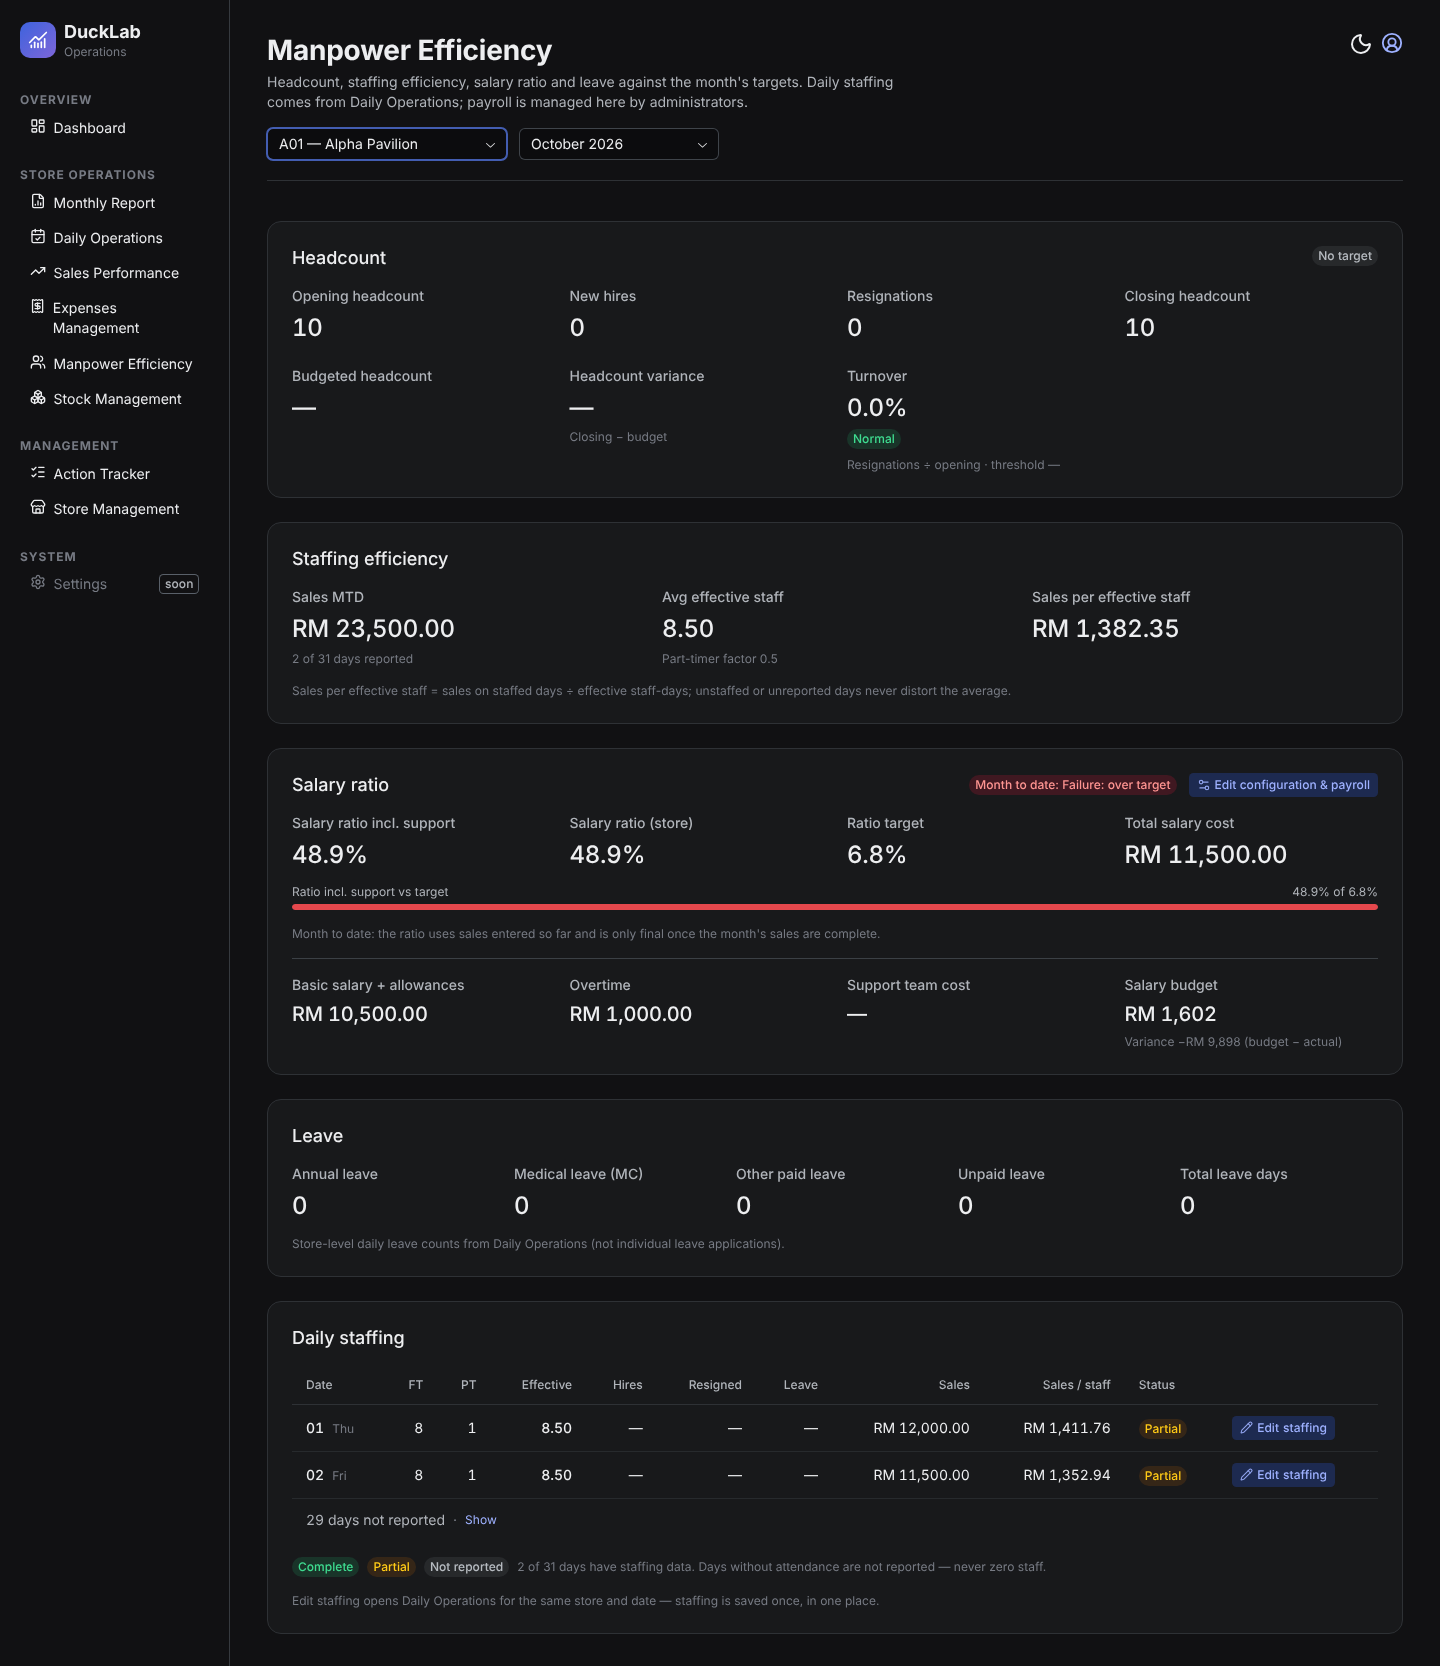 DuckLab
Operations
OVERVIEW
Dashboard
STORE OPERATIONS
Monthly Report
Daily Operations
Sales Performance
Expenses
Management
Manpower Efficiency
Stock Management
MANAGEMENT
Action Tracker
Store Management
SYSTEM
Settings soon
Manpower Efficiency
Headcount, staffing efficiency, salary ratio and leave against the month's targets. Daily staffing
comes from Daily Operations; payroll is managed here by administrators.
A01 — Alpha Pavilion October 2026
Headcount No target
Opening headcount New hires Resignations Closing headcount
10 0 0 10
Budgeted headcount Headcount variance Turnover
— — 0.0%
Closing − budget Normal
Resignations ÷ opening · threshold —
Staffing efficiency
Sales MTD Avg effective staff Sales per effective staff
RM 23,500.00 8.50 RM 1,382.35
2 of 31 days reported Part-timer factor 0.5
Sales per effective staff = sales on staffed days ÷ effective staff-days; unstaffed or unreported days never distort the average.
Salary ratio Month to date: Failure: over target Edit configuration & payroll
Salary ratio incl. support Salary ratio (store) Ratio target Total salary cost
48.9% 48.9% 6.8% RM 11,500.00
Ratio incl. support vs target 48.9% of 6.8%
Month to date: the ratio uses sales entered so far and is only final once the month's sales are complete.
Basic salary + allowances Overtime Support team cost Salary budget
RM 10,500.00 RM 1,000.00 — RM 1,602
Variance −RM 9,898 (budget − actual)
Leave
Annual leave Medical leave (MC) Other paid leave Unpaid leave Total leave days
0 0 0 0 0
Store-level daily leave counts from Daily Operations (not individual leave applications).
Daily staffing
Date FT PT Effective Hires Resigned Leave Sales Sales / staff Status
01 Thu 8 1 8.50 — — — RM 12,000.00 RM 1,411.76 Partial Edit staffing
02 Fri 8 1 8.50 — — — RM 11,500.00 RM 1,352.94 Partial Edit staffing
29 days not reported · Show
Complete Partial Not reported 2 of 31 days have staffing data. Days without attendance are not reported — never zero staff.
Edit staffing opens Daily Operations for the same store and date — staffing is saved once, in one place.